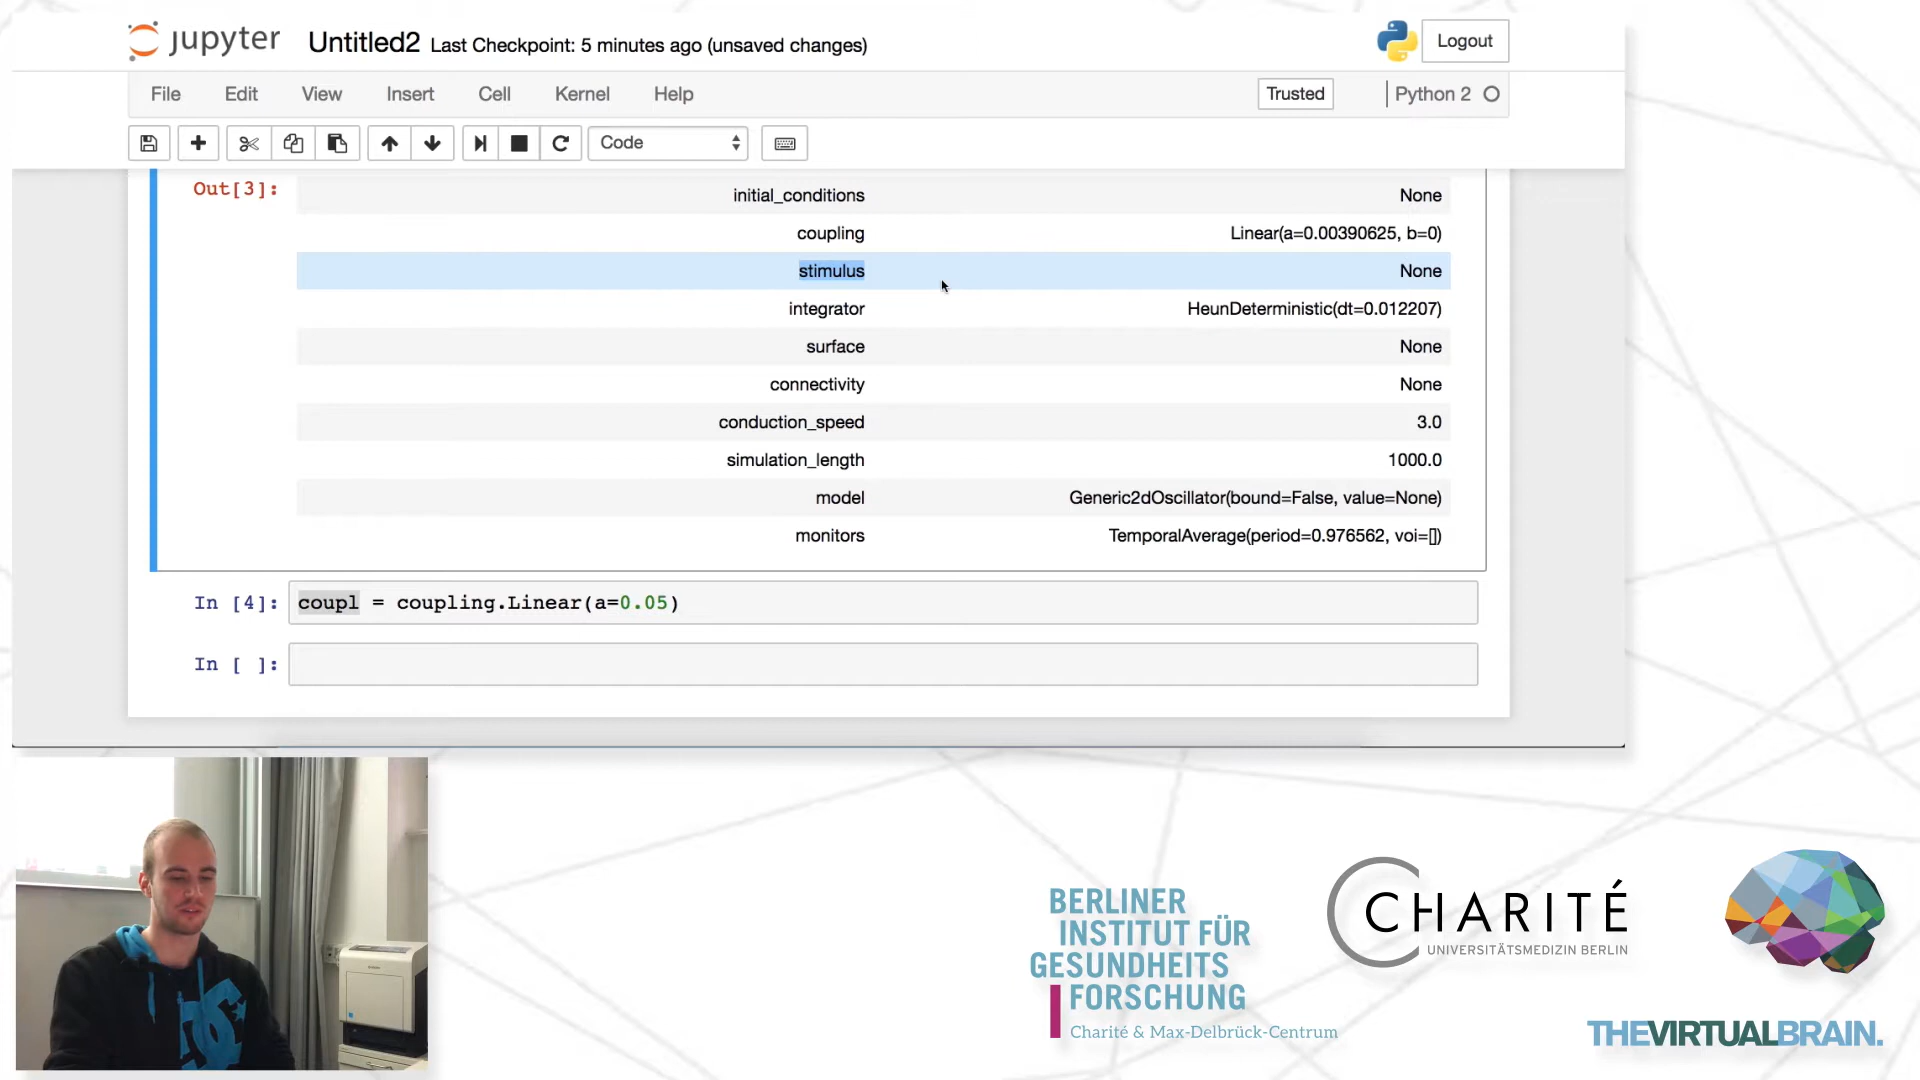 jupyter Untitled2 Last Checkpoint: 5 minutes ago (unsaved changes) Logout
File Edit View Insert Cell Kernel Help Trusted Python 2
Code
Out[3]: initial_conditions None
coupling Linear(a=0.00390625, b=0)
stimulus None
integrator HeunDeterministic(dt=0.012207)
surface None
connectivity None
conduction_speed 3.0
simulation_length 1000.0
model Generic2dOscillator(bound=False, value=None)
monitors TemporalAverage(period=0.976562, voi=[])
In [4]: coupl = coupling.Linear(a=0.05)
In [ ]:
BERLINER
INSTITUT FÜR
GESUNDHEITS
FORSCHUNG
Charité & Max-Delbrück-Centrum
CHARITÉ
UNIVERSITÄTSMEDIZIN BERLIN
THEVIRTUALBRAIN.